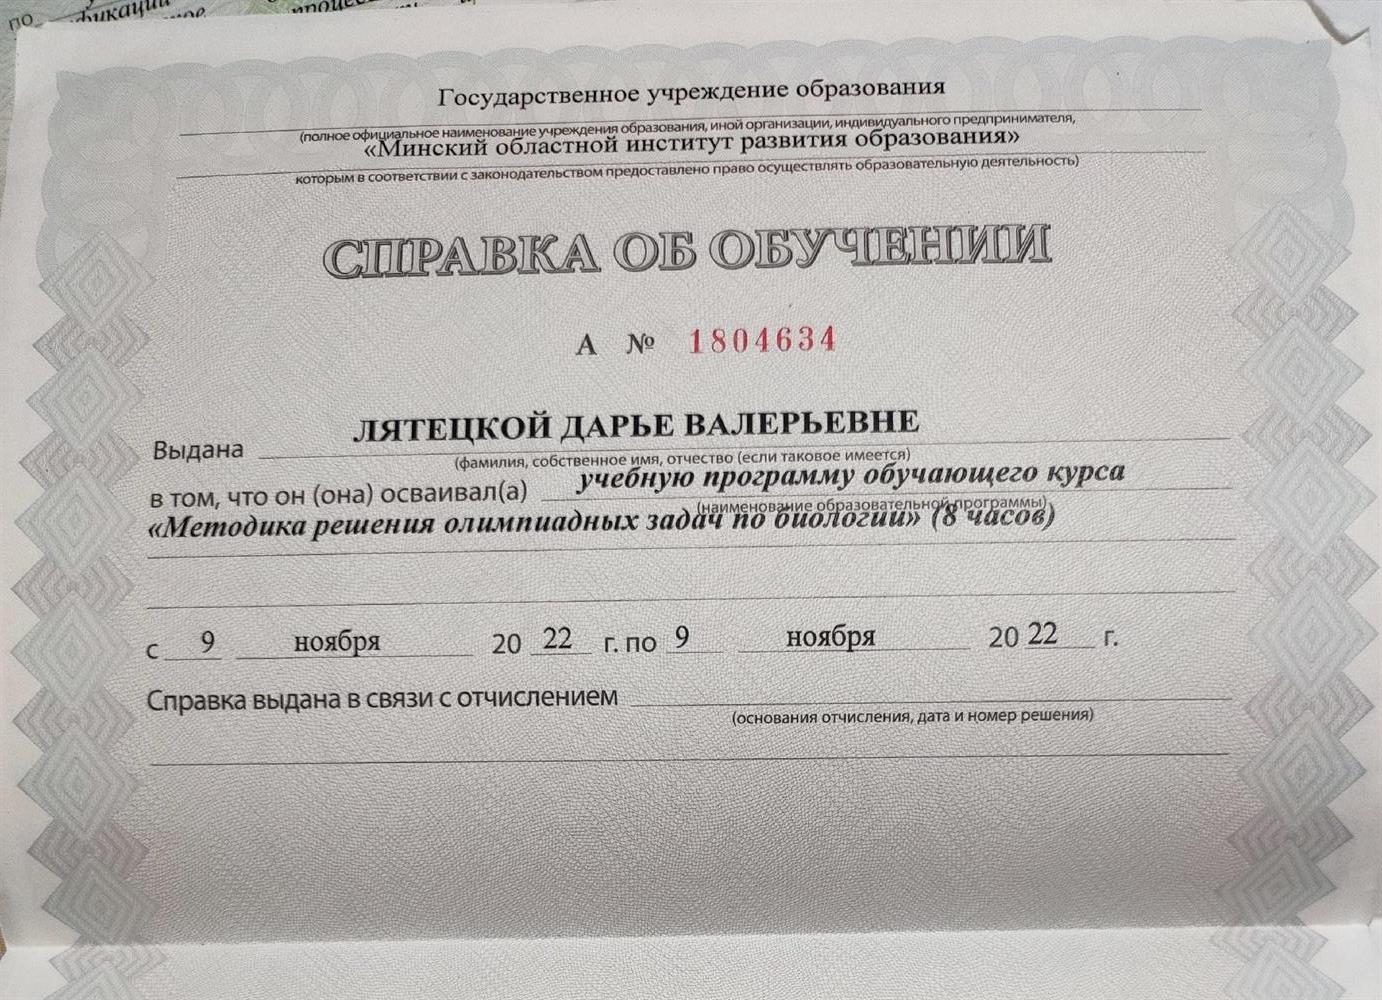 по
фикации
Государственное учреждение образования
(полное официальное наименование учреждения образования, иной организации, индивидуального предпринимателя,
«Минский областной институт развития образования»
которым в соответствии с законодательством предоставлено право осуществлять образовательную деятельность)
СПРАВКА ОБ ОБУЧЕНИИ
А № 1804634
Выдана ЛЯТЕЦКОЙ ДАРЬЕ ВАЛЕРЬЕВНЕ
(фамилия, собственное имя, отчество (если таковое имеется)
в том, что он (она) осваивал(а) учебную программу обучающего курса
(наименование образовательной программы)
«Методика решения олимпиадных задач по биологии» (8 часов)
с 9 ноября 20 22 г. по 9 ноября 20 22 г.
Справка выдана в связи с отчислением
(основания отчисления, дата и номер решения)